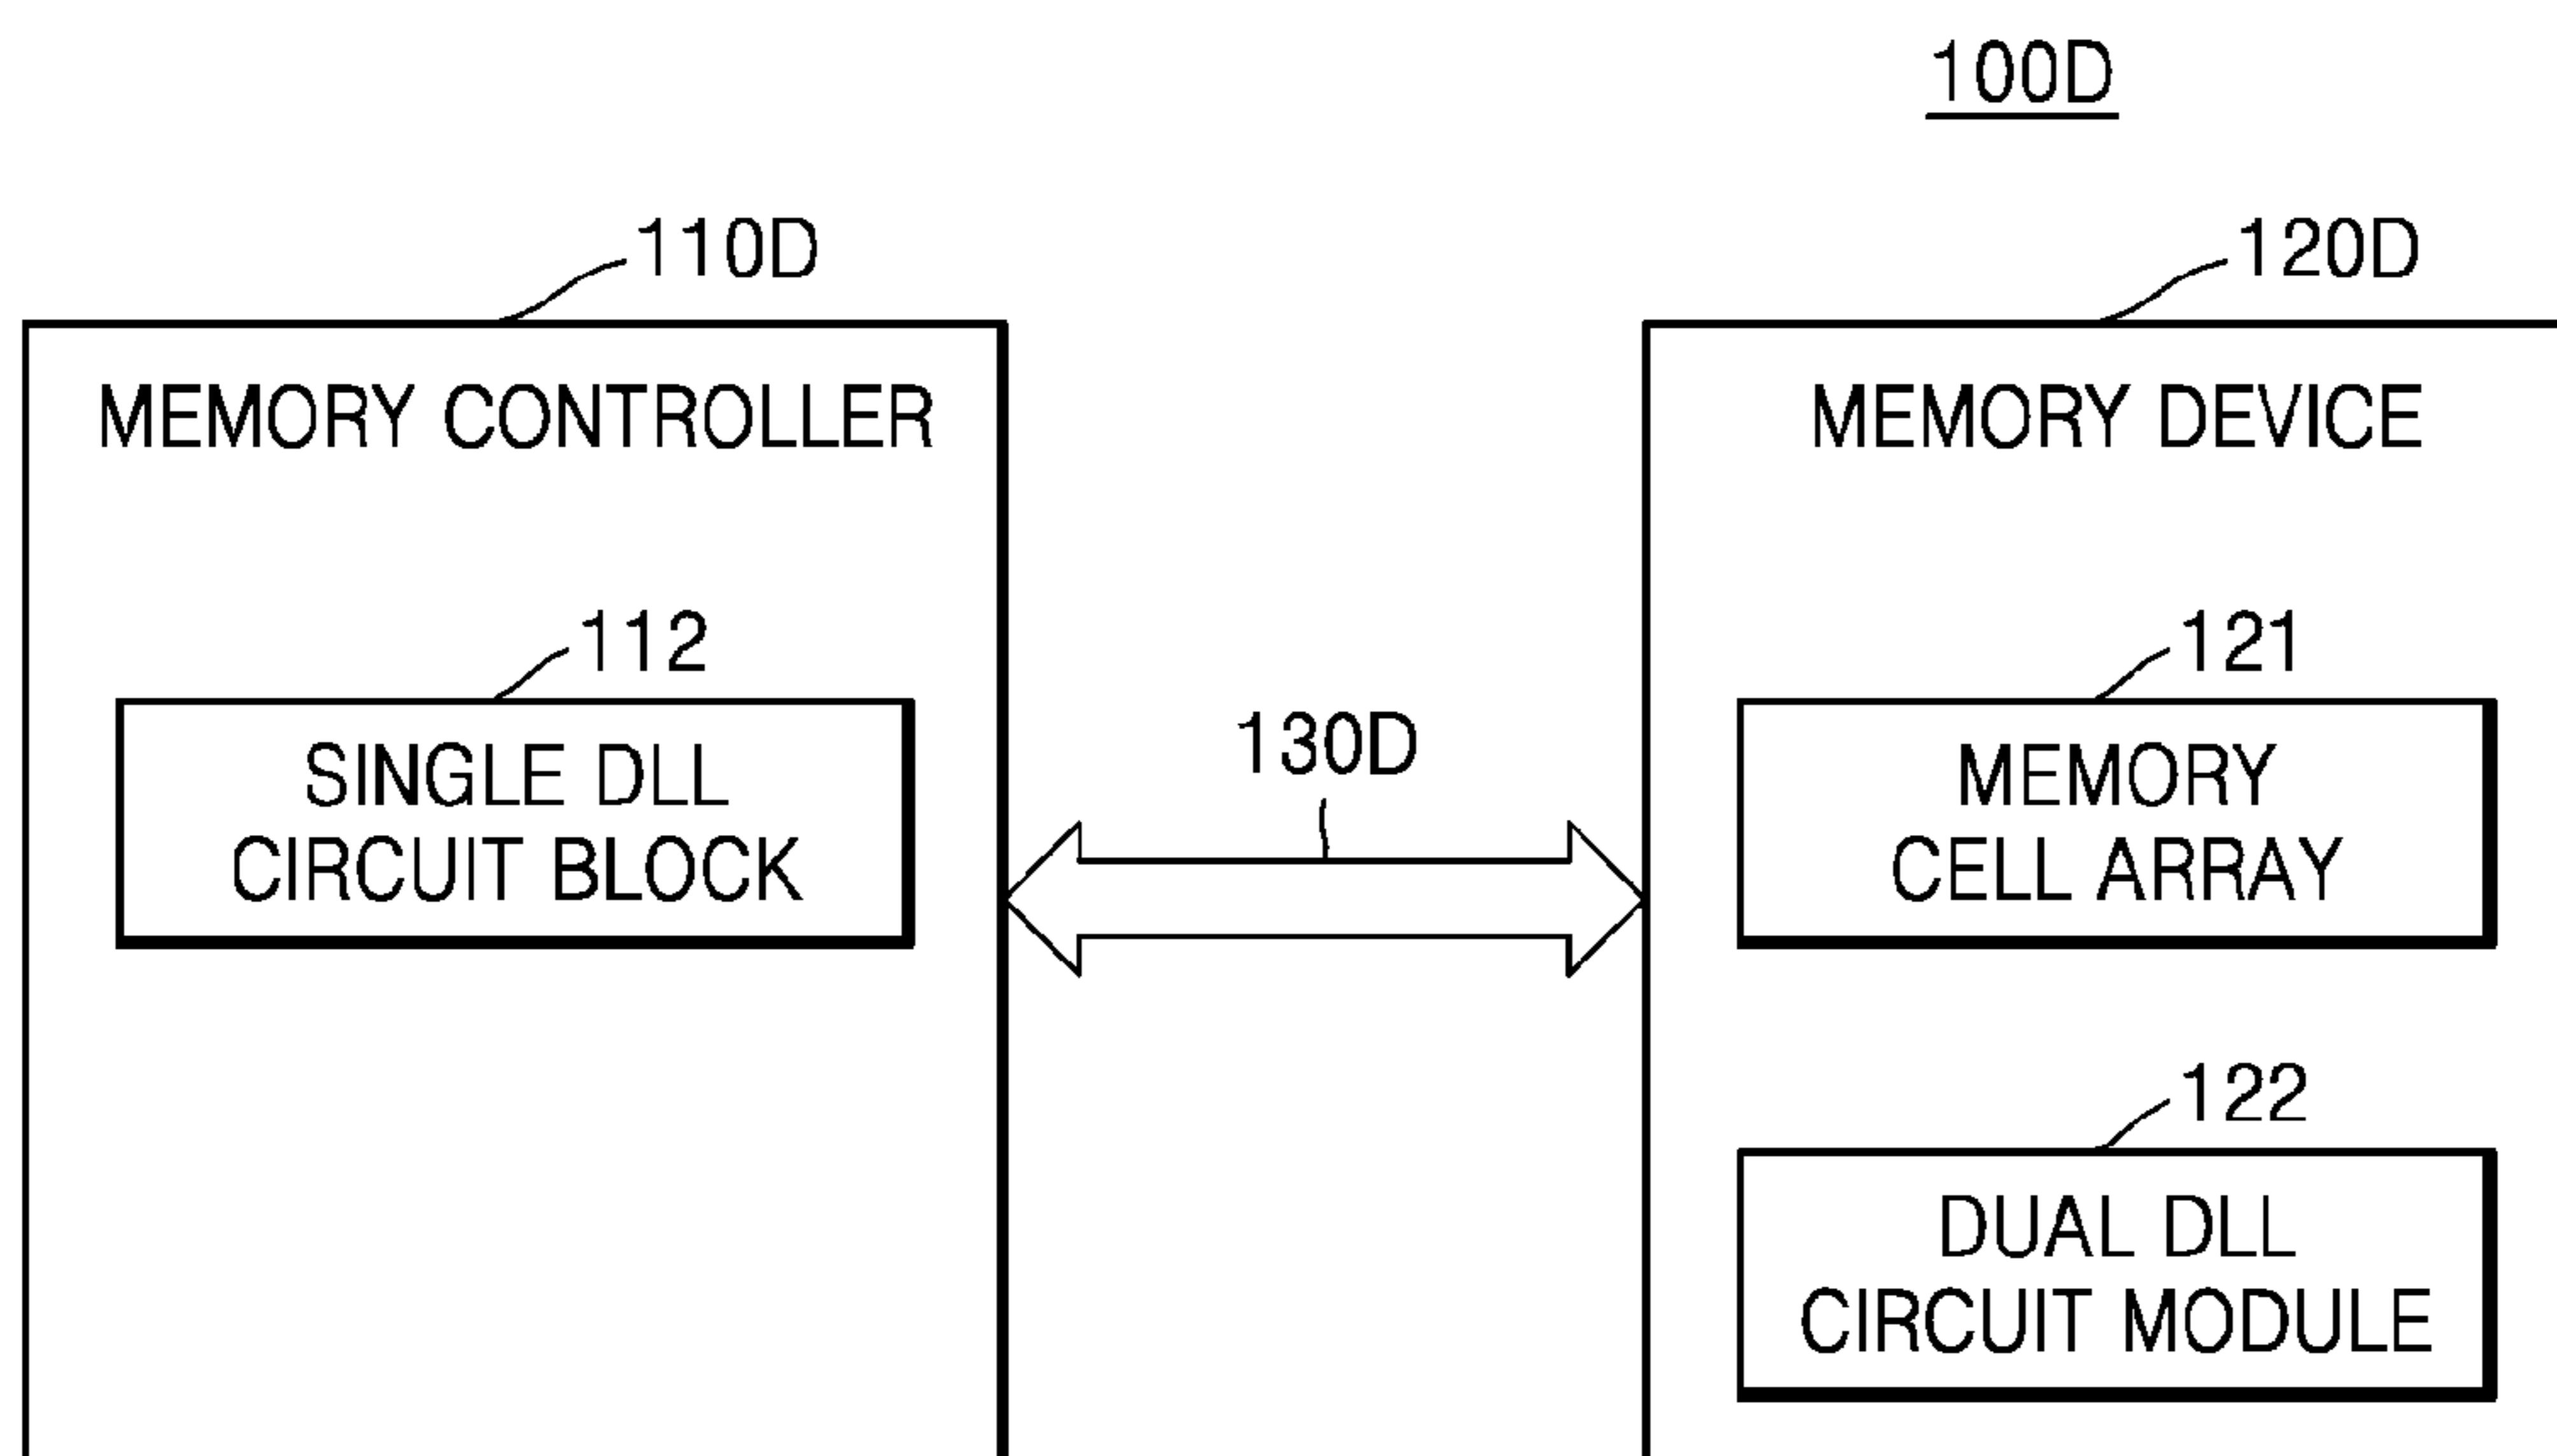 100D
110D
120D
MEMORY CONTROLLER
MEMORY DEVICE
112
121
SINGLE DLL
CIRCUIT BLOCK
130D
MEMORY
CELL ARRAY
122
DUAL DLL
CIRCUIT MODULE